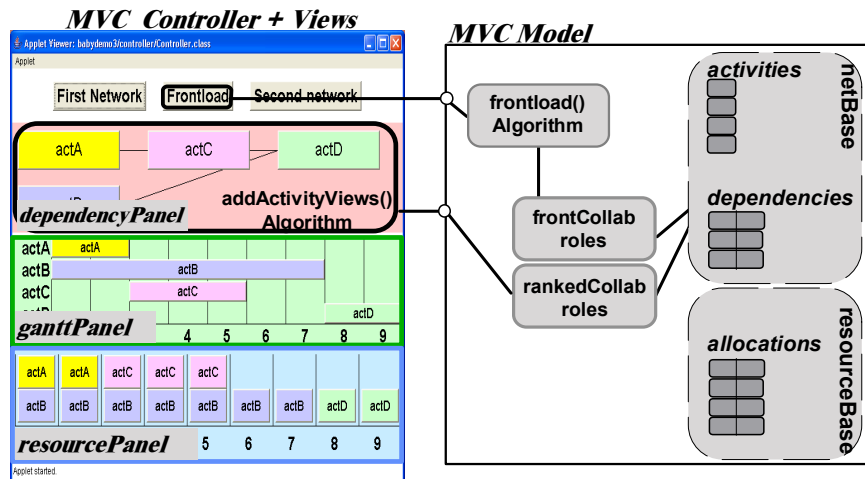 MVC Controller + Views
Applet Viewer: babydemo3/controller/Controller.class
Applet
First Network
Frontload
Second network
actA
actC
actD
addActivityViews()
Algorithm
dependencyPanel
actA
actA
actB
actB
actC
actC
actD
ganttPanel
4
5
6
7
8
9
actA
actA
actC
actC
actC
actB
actB
actB
actB
actB
actB
actB
actD
actD
resourcePanel
5
6
7
8
9
Applet started.
MVC Model
frontload()
Algorithm
frontCollab
roles
rankedCollab
roles
activities
dependencies
netBase
allocations
resourceBase